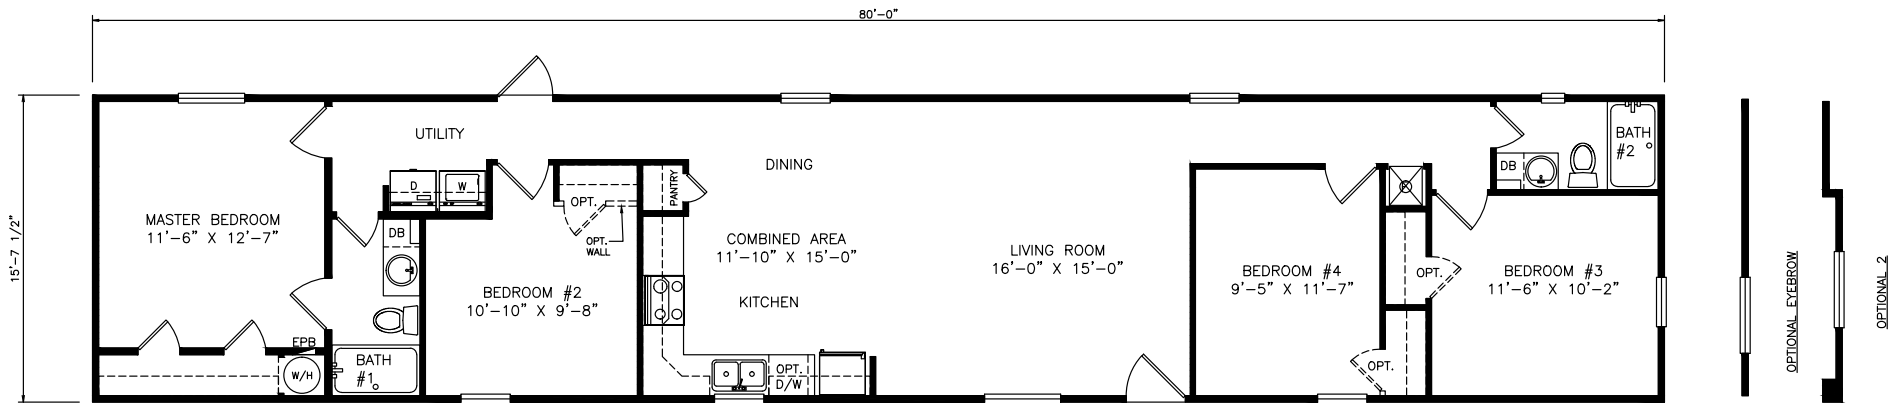 80'-0"
15'-7 1/2"
UTILITY
D
W
DINING
DB
BATH
#2
PANTRY
OPT.
OPT.
WALL
MASTER BEDROOM
11'-6" X 12'-7"
DB
COMBINED AREA
11'-10" X 15'-0"
LIVING ROOM
16'-0" X 15'-0"
BEDROOM #4
9'-5" X 11'-7"
OPT.
BEDROOM #3
11'-6" X 10'-2"
BEDROOM #2
10'-10" X 9'-8"
KITCHEN
EPB
W/H
BATH
#1
OPT.
D/W
OPT.
OPTIONAL EYEBROW
OPTIONAL 2